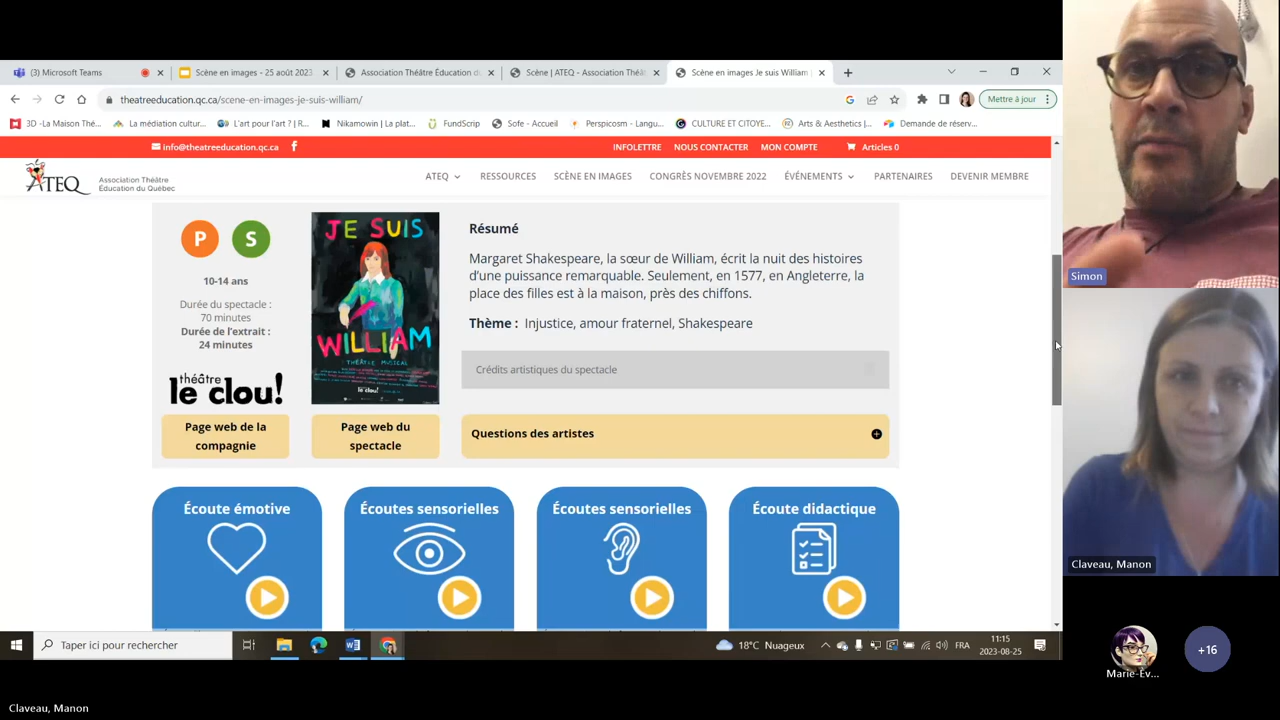 (3) Microsoft Teams
Scène en images - 25 août 2023
Association Théâtre Éducation d
Scène | ATEQ - Association Théâ
Scène en images Je suis William
theatreeducation.qc.ca/scene-en-images-je-suis-william/
Mettre à jour
3D -La Maison Thé...
La médiation cultur...
L'art pour l'art ? | R...
Nikamowin | La plat...
FundScrip
Sofe - Accueil
Perspicosm - Langu...
CULTURE ET CITOYE...
Arts & Aesthetics |...
Demande de réserv...
info@theatreeducation.qc.ca
INFOLETTRE
NOUS CONTACTER
MON COMPTE
Articles 0
ATEQ
Association Théâtre
Éducation du Québec
ATEQ
RESSOURCES
SCÈNE EN IMAGES
CONGRÈS NOVEMBRE 2022
ÉVÉNEMENTS
PARTENAIRES
DEVENIR MEMBRE
P
S
10-14 ans
Durée du spectacle :
70 minutes
Durée de l'extrait :
24 minutes
théâtre
le clou!
Page web de la
compagnie
JE SUIS
WILLIAM
THÉÂTRE MUSICAL
le clou!
Page web du
spectacle
Résumé
Margaret Shakespeare, la sœur de William, écrit la nuit des histoires
d'une puissance remarquable. Seulement, en 1577, en Angleterre, la
place des filles est à la maison, près des chiffons.
Thème : Injustice, amour fraternel, Shakespeare
Crédits artistiques du spectacle
Questions des artistes
Écoute émotive
Écoutes sensorielles
Écoutes sensorielles
Écoute didactique
Taper ici pour rechercher
18°C Nuageux
FRA
11:15
2023-08-25
Simon
Claveau, Manon
Marie-Ev...
+16
Claveau, Manon